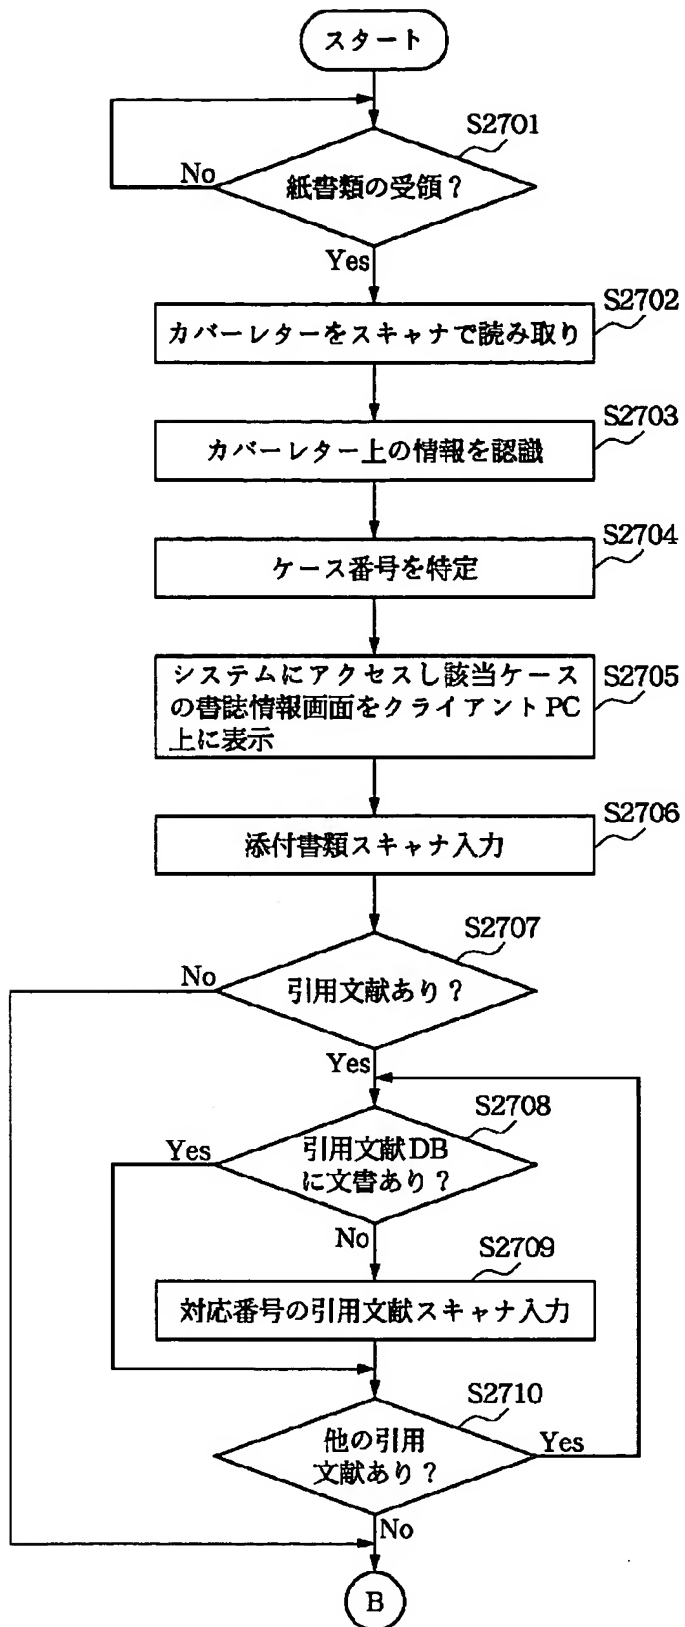 スタート
S2701
No
紙書類の受領?
Yes
S2702
カバーレターをスキャナで読み取り
S2703
カバーレター上の情報を認識
S2704
ケース番号を特定
S2705
システムにアクセスし該当ケース
の書誌情報画面をクライアントPC
上に表示
S2706
添付書類スキャナ入力
S2707
No
引用文献あり?
Yes
S2708
Yes
引用文献DB
に文書あり?
No
S2709
対応番号の引用文献スキャナ入力
S2710
他の引用
文献あり?
Yes
No
B